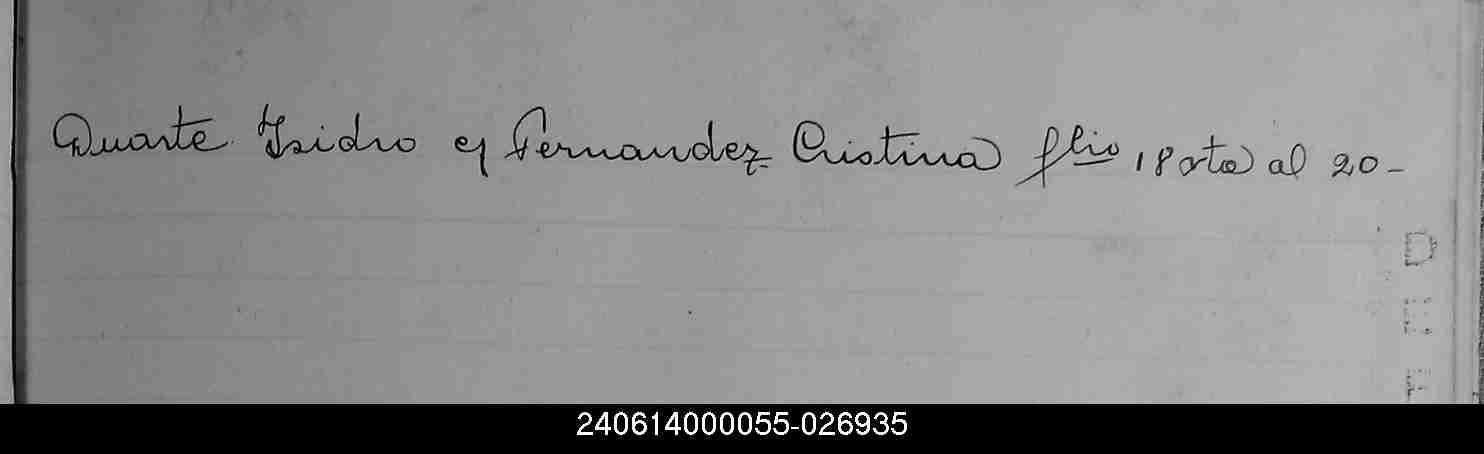 Duarte Isidro y Fernandez Cristina flio 18 vta al 20-
240614000055-026935